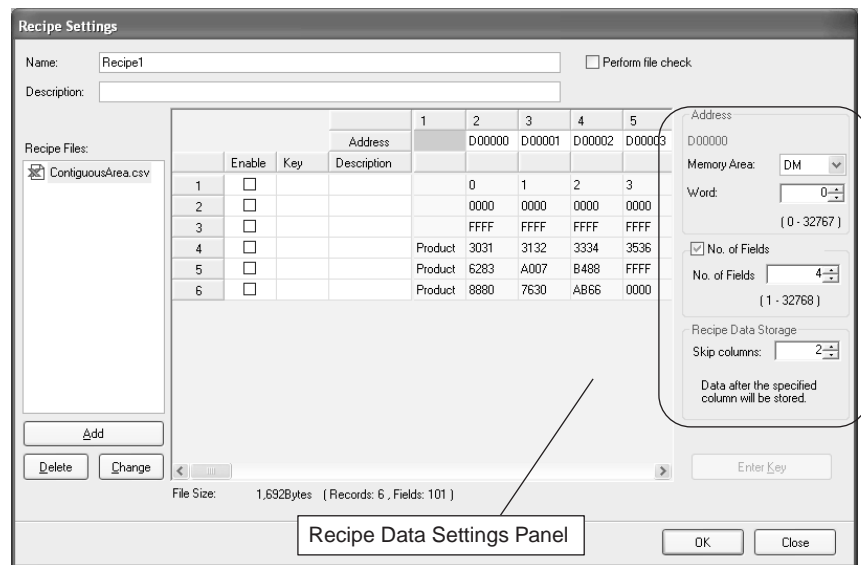 Recipe Settings
Name: Recipe1 Perform file check
Description:
Recipe Files:
ContiguousArea.csv
1 2 3 4 5
Address D00000 D00001 D00002 D00003
Enable Key Description
1 0 1 2 3
2 0000 0000 0000 0000
3 FFFF FFFF FFFF FFFF
4 Product 3031 3132 3334 3536
5 Product 6283 A007 B488 FFFF
6 Product 8880 7630 AB66 0000
Address
D00000
Memory Area: DM
Word: 0
( 0 - 32767 )
No. of Fields
No. of Fields 4
( 1 - 32768 )
Recipe Data Storage
Skip columns: 2
Data after the specified
column will be stored.
Add
Delete Change
Enter Key
File Size: 1,692Bytes ( Records: 6 , Fields: 101 )
Recipe Data Settings Panel
OK Close